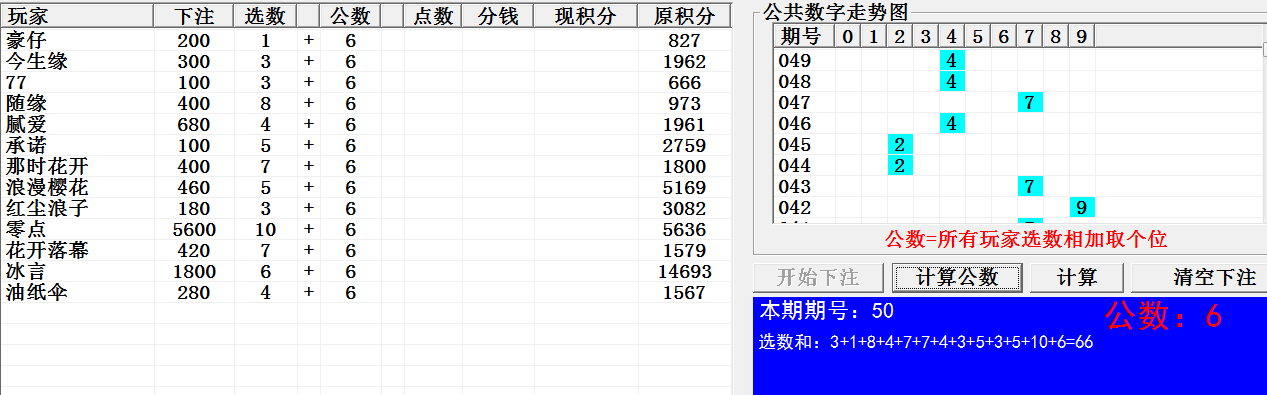 玩家 下注 选数 公数 点数 分钱 现积分 原积分
豪仔 200 1 + 6 827
今生缘 300 3 + 6 1962
77 100 3 + 6 666
随缘 400 8 + 6 973
腻爱 680 4 + 6 1961
承诺 100 5 + 6 2759
那时花开 400 7 + 6 1800
浪漫樱花 460 5 + 6 5169
红尘浪子 180 3 + 6 3082
零点 5600 10 + 6 5636
花开落幕 420 7 + 6 1579
冰言 1800 6 + 6 14693
油纸伞 280 4 + 6 1567
公共数字走势图
期号 0 1 2 3 4 5 6 7 8 9
049 4
048 4
047 7
046 4
045 2
044 2
043 7
042 9
公数=所有玩家选数相加取个位
开始下注 计算公数 计算 清空下注
本期期号：50 公数：6
选数和：3+1+8+4+7+7+4+3+5+3+5+10+6=66